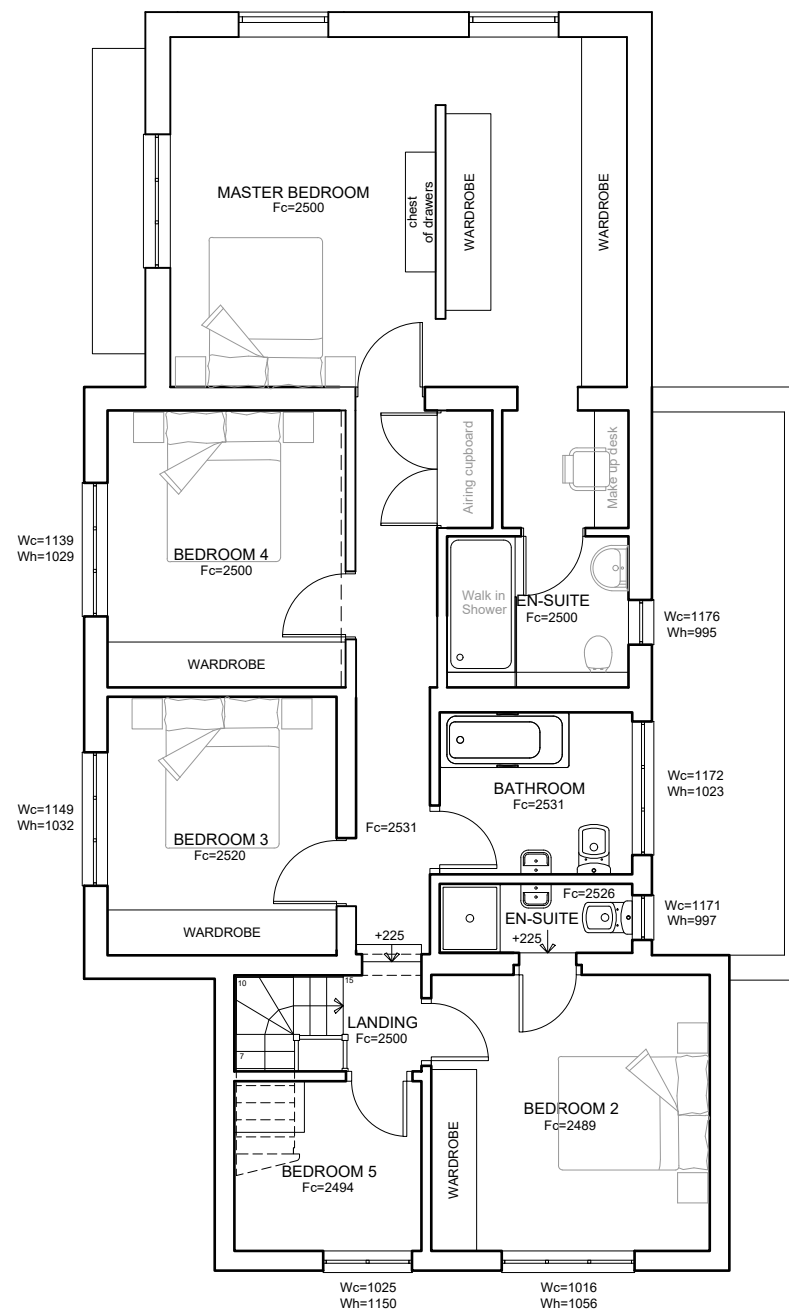 MASTER BEDROOM
Fc=2500
chest
of drawers
WARDROBE
WARDROBE
Airing cupboard
Make up desk
Wc=1139
Wh=1029
BEDROOM 4
Fc=2500
WARDROBE
Walk in
Shower
EN-SUITE
Fc=2500
Wc=1176
Wh=995
Wc=1149
Wh=1032
BEDROOM 3
Fc=2520
WARDROBE
Fc=2531
BATHROOM
Fc=2531
Wc=1172
Wh=1023
Fc=2526
EN-SUITE
+225
Wc=1171
Wh=997
+225
10
15
7
LANDING
Fc=2500
BEDROOM 2
Fc=2489
WARDROBE
BEDROOM 5
Fc=2494
Wc=1025
Wh=1150
Wc=1016
Wh=1056